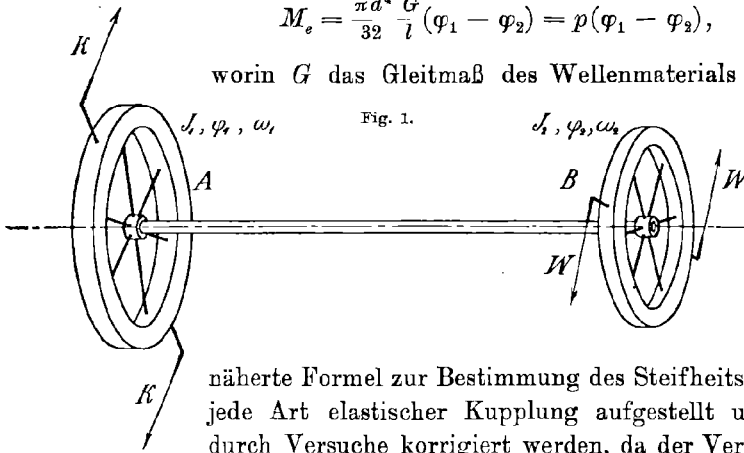 M_e = πd⁴/32 G/l (φ₁ − φ₂) = p(φ₁ − φ₂),
worin G das Gleitmaß des Wellenmaterials
Fig. 1.
K
J₁, φ₁, ω₁
J₂, φ₂, ω₂
A
B
W
W
K
näherte Formel zur Bestimmung des Steifheits
jede Art elastischer Kupplung aufgestellt u
durch Versuche korrigiert werden, da der Ver